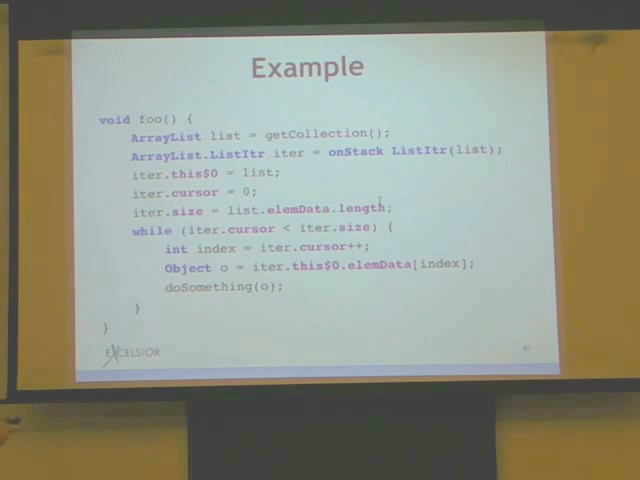 Example
void foo() {
ArrayList list = getCollection();
ArrayList.ListItr iter = onStack ListItr(list);
iter.this$0 = list;
iter.cursor = 0;
iter.size = list.elemData.length;
while (iter.cursor < iter.size) {
int index = iter.cursor++;
Object o = iter.this$0.elemData[index];
doSomething(o);
}
}
EXCELSIOR
47